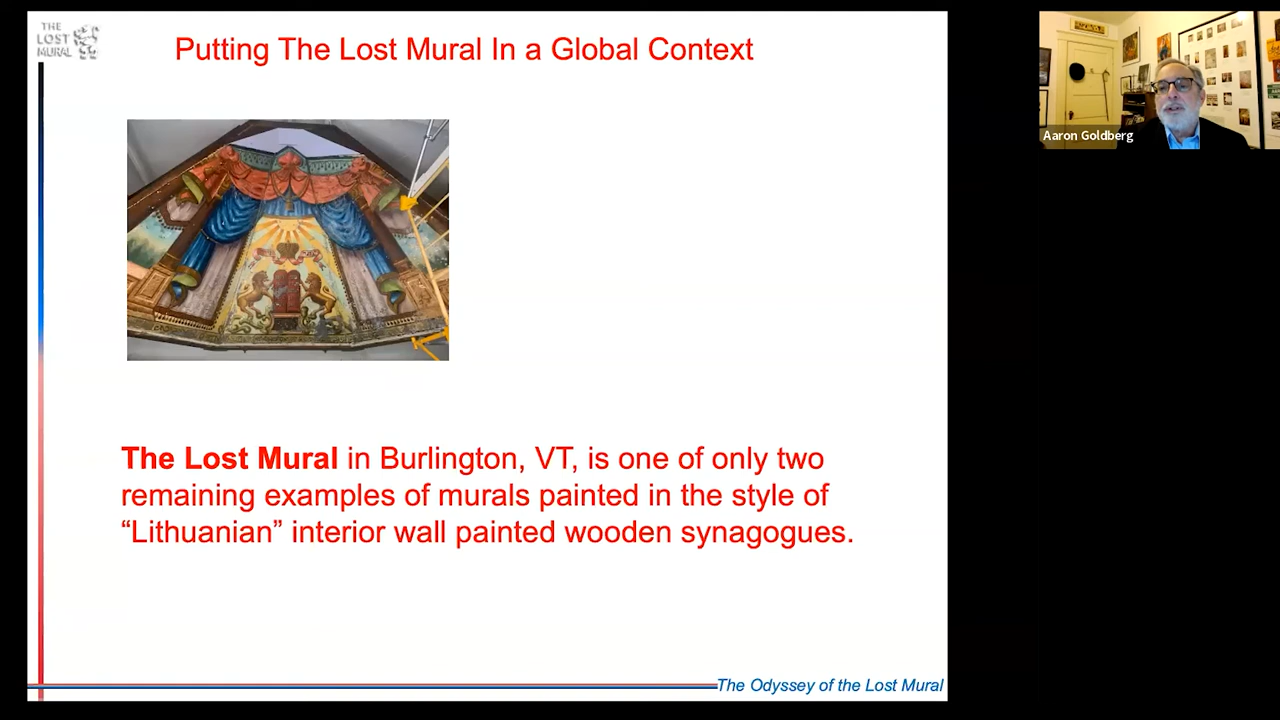 THE
LOST
MURAL
Putting The Lost Mural In a Global Context
Aaron Goldberg
The Lost Mural in Burlington, VT, is one of only two
remaining examples of murals painted in the style of
“Lithuanian” interior wall painted wooden synagogues.
The Odyssey of the Lost Mural